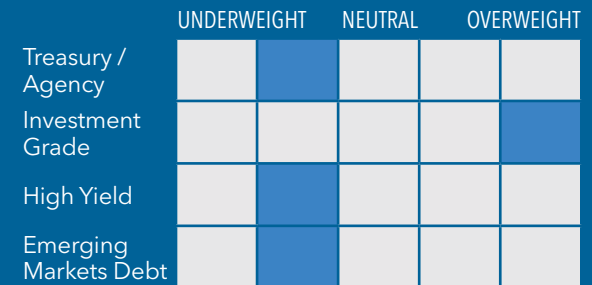 UNDERWEIGHT NEUTRAL OVERWEIGHT
Treasury /
Agency
Investment
Grade
High Yield
Emerging
Markets Debt